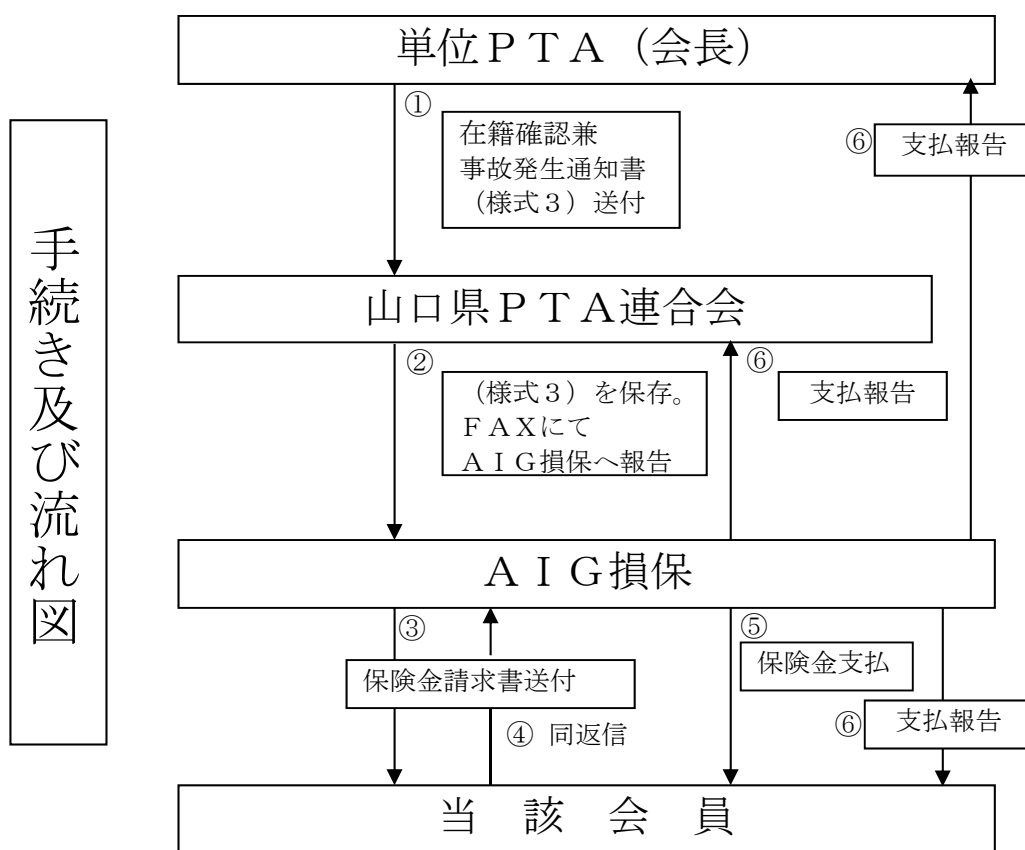 手続き及び流れ図
単位ＰＴＡ（会長）
①
在籍確認兼
事故発生通知書
（様式３）送付
⑥
支払報告
山口県ＰＴＡ連合会
②
（様式３）を保存。
ＦＡＸにて
ＡＩＧ損保へ報告
⑥
支払報告
ＡＩＧ損保
③
保険金請求書送付
④ 同返信
⑤
保険金支払
⑥
支払報告
当　該　会　員